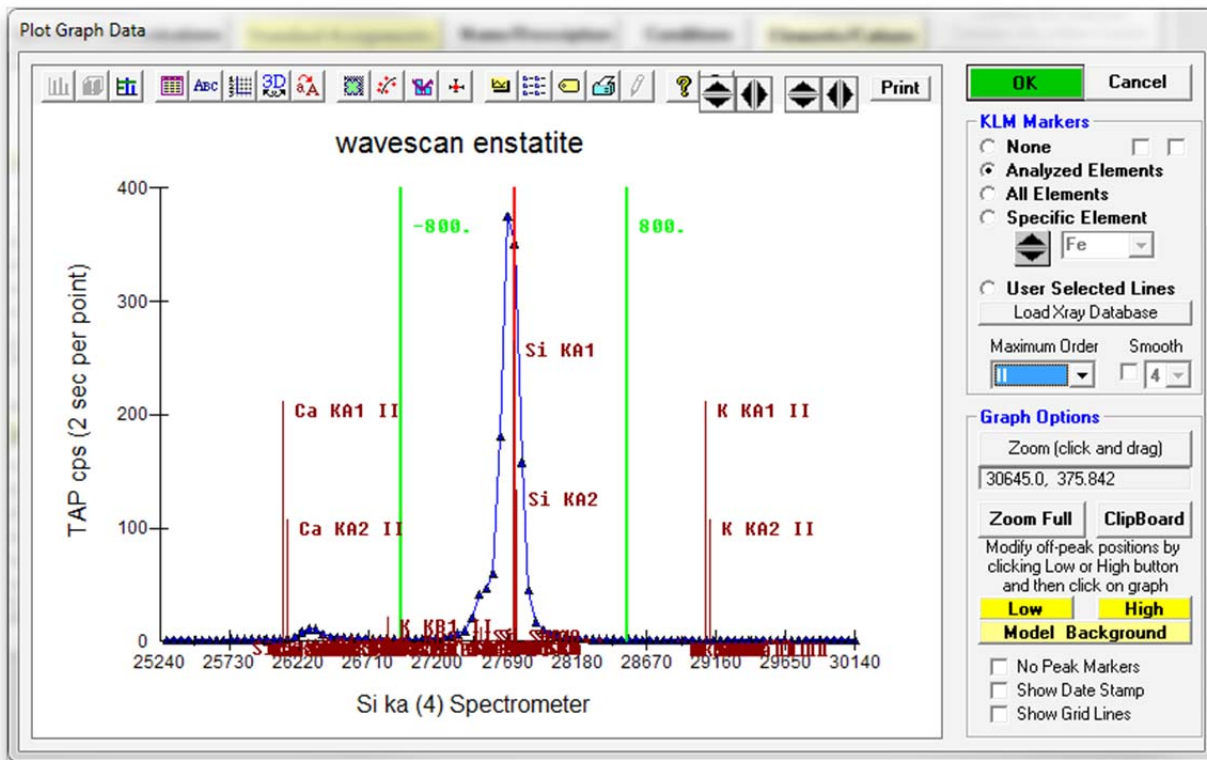 Plot Graph Data
Print
wavescan enstatite
400
300
200
100
0
TAP cps (2 sec per point)
-800.
800.
Si KA1
Ca KA1 II
K KA1 II
Si KA2
Ca KA2 II
K KA2 II
K KB1 II
25240 25730 26220 26710 27200 27690 28180 28670 29160 29650 30140
Si ka (4) Spectrometer
OK
Cancel
KLM Markers
None
Analyzed Elements
All Elements
Specific Element
Fe
User Selected Lines
Load Xray Database
Maximum Order Smooth
II 4
Graph Options
Zoom (click and drag)
30645.0, 375.842
Zoom Full
ClipBoard
Modify off-peak positions by
clicking Low or High button
and then click on graph
Low High
Model Background
No Peak Markers
Show Date Stamp
Show Grid Lines